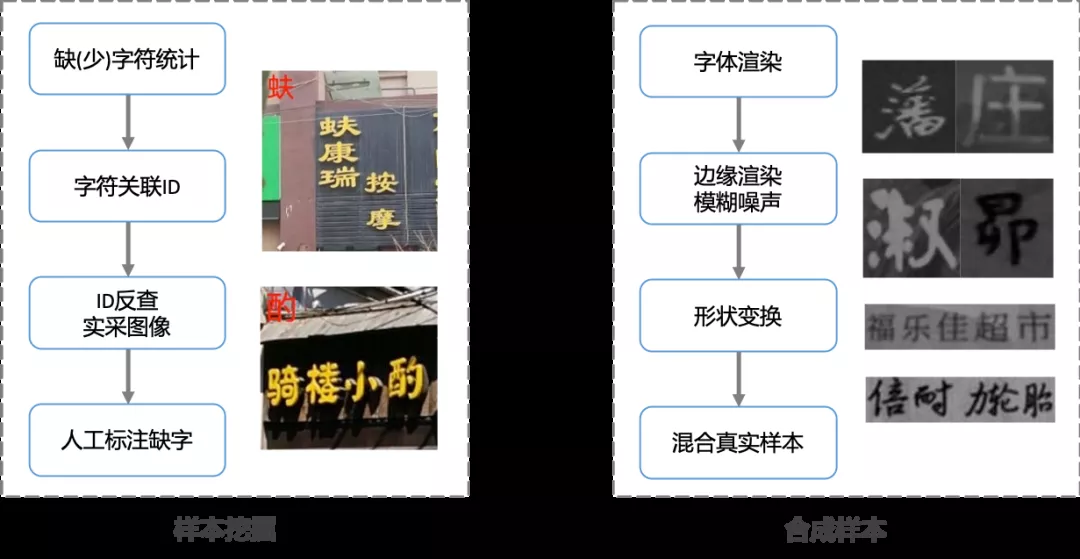 缺(少)字符统计
字符关联ID
ID反查
实采图像
人工标注缺字
蚨
蚨康瑞
按摩
酌
骑楼小酌
样本挖掘
字体渲染
边缘渲染
模糊噪声
形状变换
混合真实样本
藩
庄
淑
昴
福乐佳超市
倍耐力轮胎
合成样本